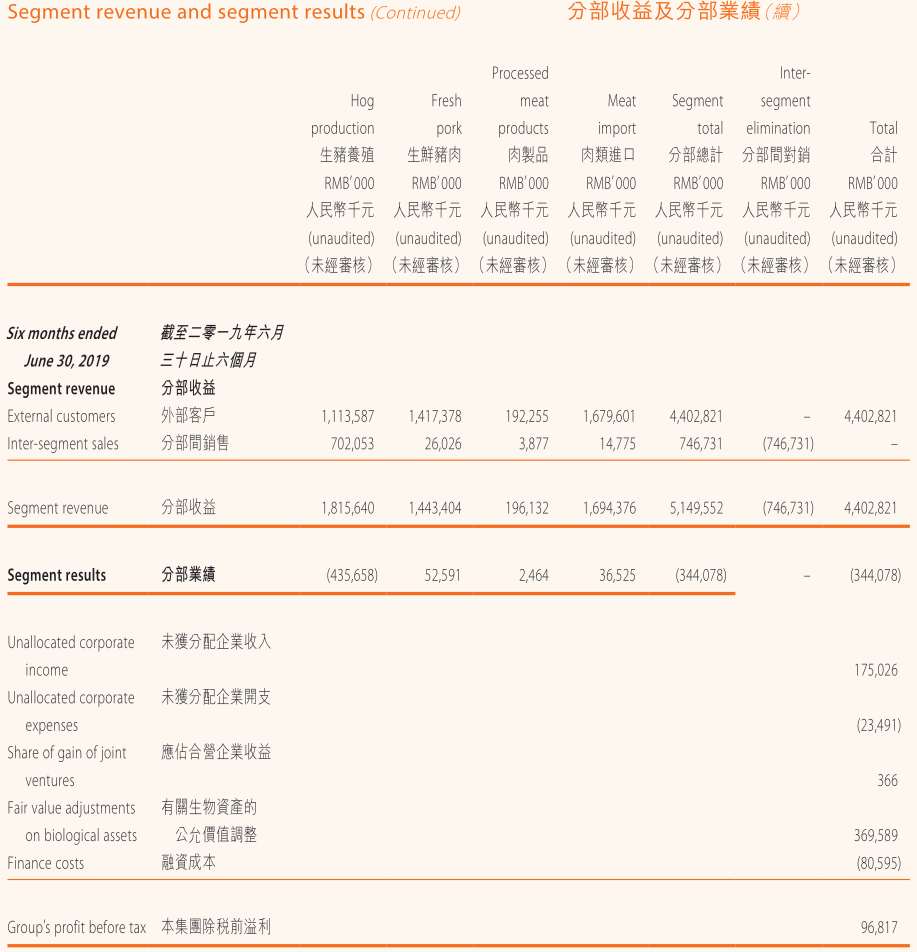 Segment revenue and segment results (Continued) 分部收益及分部業績（續）
Processed Inter-
Hog Fresh meat Meat Segment segment
production pork products import total elimination Total
生豬養殖 生鮮豬肉 肉製品 肉類進口 分部總計 分部間對銷 合計
RMB'000 RMB'000 RMB'000 RMB'000 RMB'000 RMB'000 RMB'000
人民幣千元 人民幣千元 人民幣千元 人民幣千元 人民幣千元 人民幣千元 人民幣千元
(unaudited) (unaudited) (unaudited) (unaudited) (unaudited) (unaudited) (unaudited)
（未經審核） （未經審核） （未經審核） （未經審核） （未經審核） （未經審核） （未經審核）
Six months ended 截至二零一九年六月
June 30, 2019 三十日止六個月
Segment revenue 分部收益
External customers 外部客戶 1,113,587 1,417,378 192,255 1,679,601 4,402,821 – 4,402,821
Inter-segment sales 分部間銷售 702,053 26,026 3,877 14,775 746,731 (746,731) –
Segment revenue 分部收益 1,815,640 1,443,404 196,132 1,694,376 5,149,552 (746,731) 4,402,821
Segment results 分部業績 (435,658) 52,591 2,464 36,525 (344,078) – (344,078)
Unallocated corporate 未獲分配企業收入
income 175,026
Unallocated corporate 未獲分配企業開支
expenses (23,491)
Share of gain of joint 應佔合營企業收益
ventures 366
Fair value adjustments 有關生物資產的
on biological assets 公允價值調整 369,589
Finance costs 融資成本 (80,595)
Group's profit before tax 本集團除税前溢利 96,817